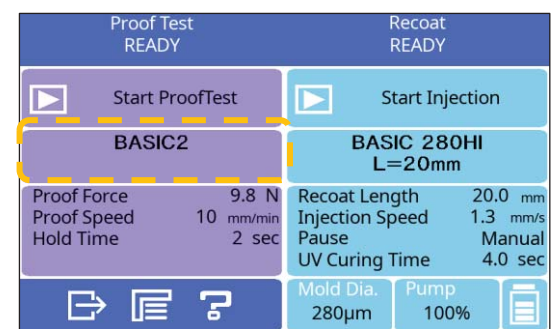 Proof Test
READY
Recoat
READY
Start ProofTest
Start Injection
BASIC2
BASIC 280HI
L=20mm
Proof Force 9.8 N
Proof Speed 10 mm/min
Hold Time 2 sec
Recoat Length 20.0 mm
Injection Speed 1.3 mm/s
Pause Manual
UV Curing Time 4.0 sec
Mold Dia.
280μm
Pump
100%